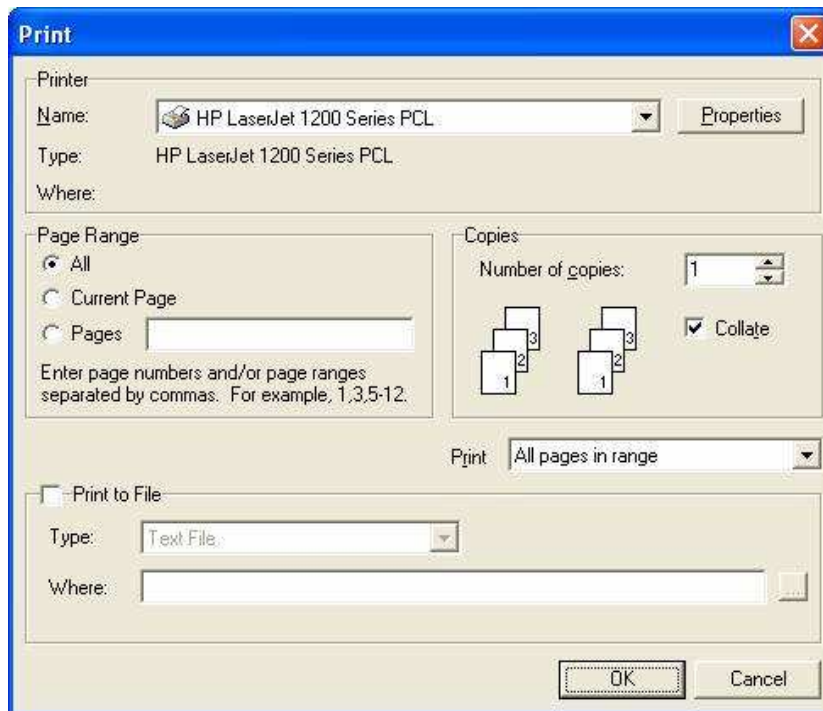 Print
Printer
Name: HP LaserJet 1200 Series PCL Properties
Type: HP LaserJet 1200 Series PCL
Where:
Page Range
All
Current Page
Pages
Enter page numbers and/or page ranges
separated by commas. For example, 1,3,5-12.
Copies
Number of copies: 1
1 2 3 1 2 3
Collate
Print All pages in range
Print to File
Type: Text File
Where: ...
OK Cancel